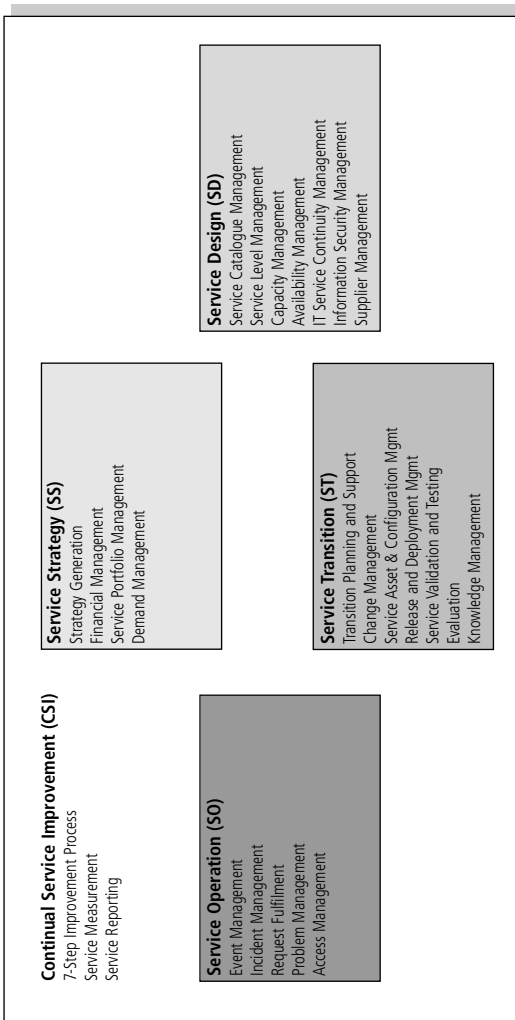 Continual Service Improvement (CSI)
7-Step Improvement Process
Service Measurement
Service Reporting
Service Strategy (SS)
Strategy Generation
Financial Management
Service Portfolio Management
Demand Management
Service Design (SD)
Service Catalogue Management
Service Level Management
Capacity Management
Availability Management
IT Service Continuity Management
Information Security Management
Supplier Management
Service Operation (SO)
Event Management
Incident Management
Request Fulfilment
Problem Management
Access Management
Service Transition (ST)
Transition Planning and Support
Change Management
Service Asset & Configuration Mgmt
Release and Deployment Mgmt
Service Validation and Testing
Evaluation
Knowledge Management